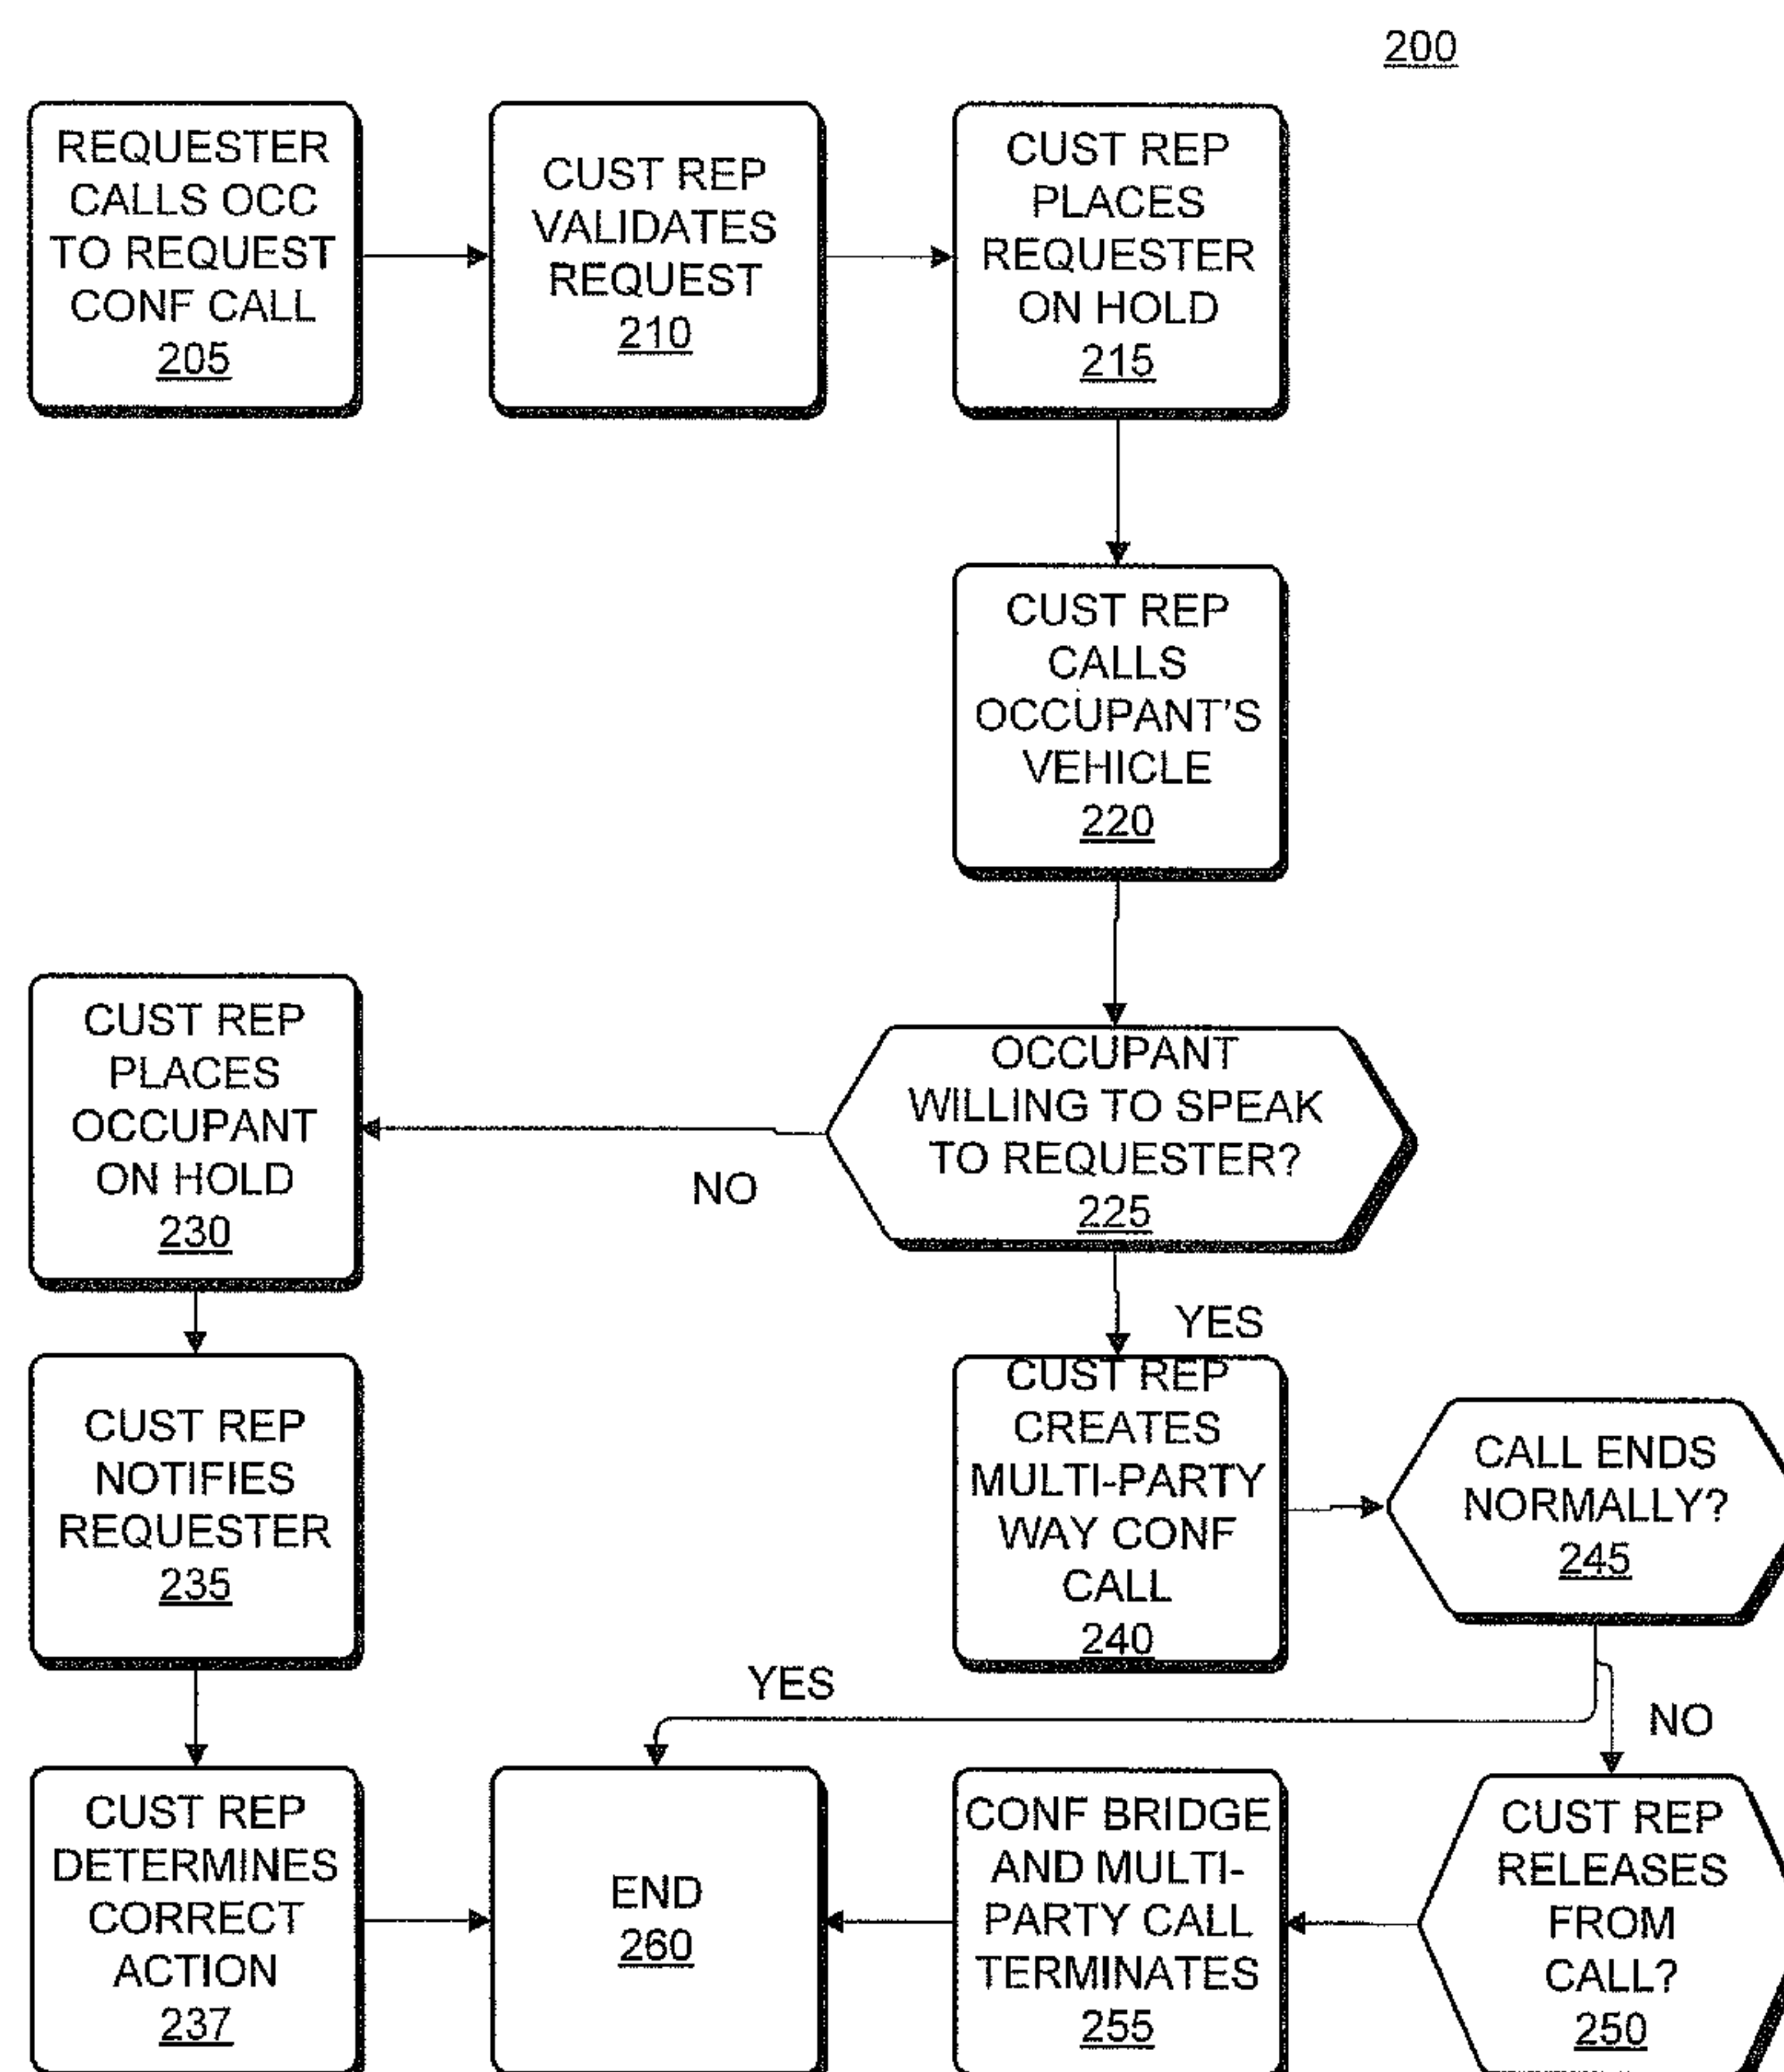 200
REQUESTER
CALLS OCC
TO REQUEST
CONF CALL
205
CUST REP
VALIDATES
REQUEST
210
CUST REP
PLACES
REQUESTER
ON HOLD
215
CUST REP
CALLS
OCCUPANT'S
VEHICLE
220
OCCUPANT
WILLING TO SPEAK
TO REQUESTER?
225
NO
YES
CUST REP
PLACES
OCCUPANT
ON HOLD
230
CUST REP
NOTIFIES
REQUESTER
235
CUST REP
DETERMINES
CORRECT
ACTION
237
CUST REP
CREATES
MULTI-PARTY
WAY CONF
CALL
240
CALL ENDS
NORMALLY?
245
YES
NO
END
260
CONF BRIDGE
AND MULTI-
PARTY CALL
TERMINATES
255
CUST REP
RELEASES
FROM
CALL?
250